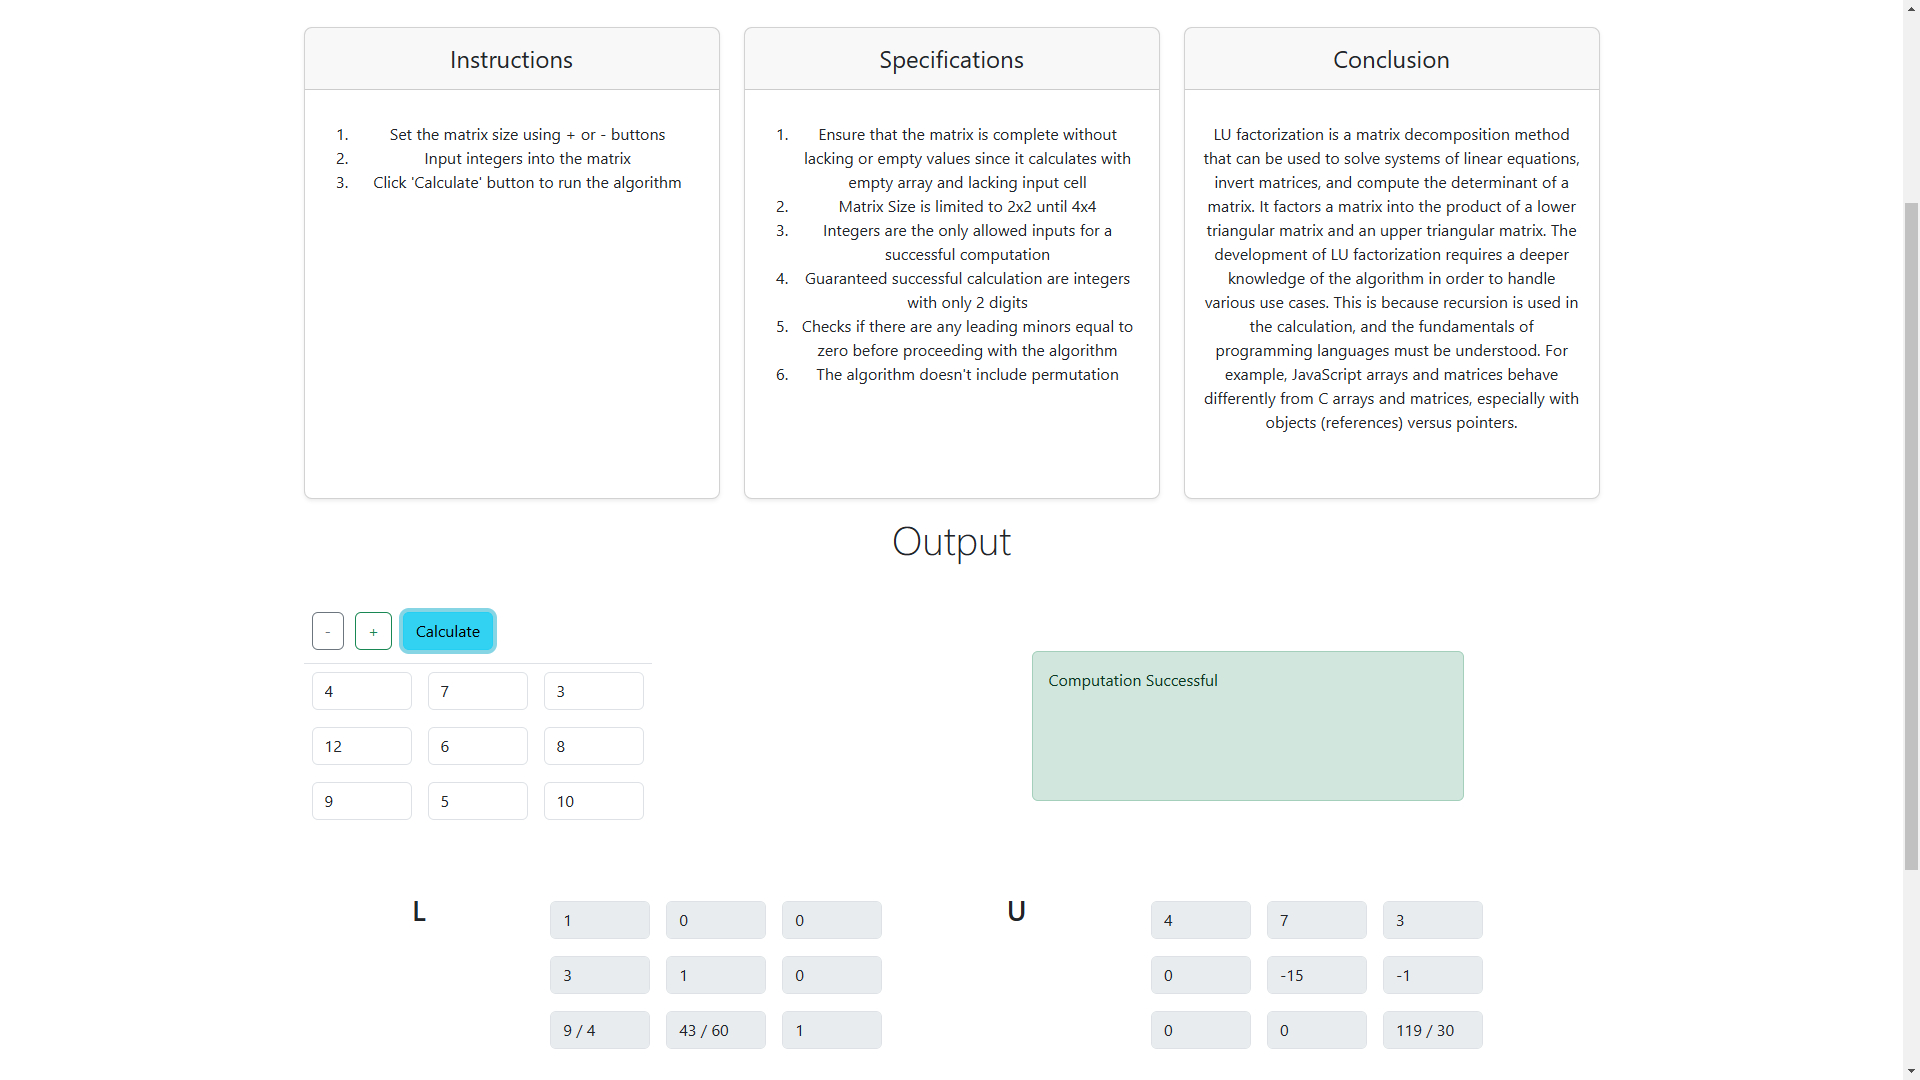 Instructions
1. Set the matrix size using + or - buttons
2. Input integers into the matrix
3. Click 'Calculate' button to run the algorithm
Specifications
1. Ensure that the matrix is complete without
lacking or empty values since it calculates with
empty array and lacking input cell
2. Matrix Size is limited to 2x2 until 4x4
3. Integers are the only allowed inputs for a
successful computation
4. Guaranteed successful calculation are integers
with only 2 digits
5. Checks if there are any leading minors equal to
zero before proceeding with the algorithm
6. The algorithm doesn't include permutation
Conclusion
LU factorization is a matrix decomposition method
that can be used to solve systems of linear equations,
invert matrices, and compute the determinant of a
matrix. It factors a matrix into the product of a lower
triangular matrix and an upper triangular matrix. The
development of LU factorization requires a deeper
knowledge of the algorithm in order to handle
various use cases. This is because recursion is used in
the calculation, and the fundamentals of
programming languages must be understood. For
example, JavaScript arrays and matrices behave
differently from C arrays and matrices, especially with
objects (references) versus pointers.
Output
- + Calculate
4 7 3
12 6 8
9 5 10
Computation Successful
L
1 0 0
3 1 0
9 / 4 43 / 60 1
U
4 7 3
0 -15 -1
0 0 119 / 30